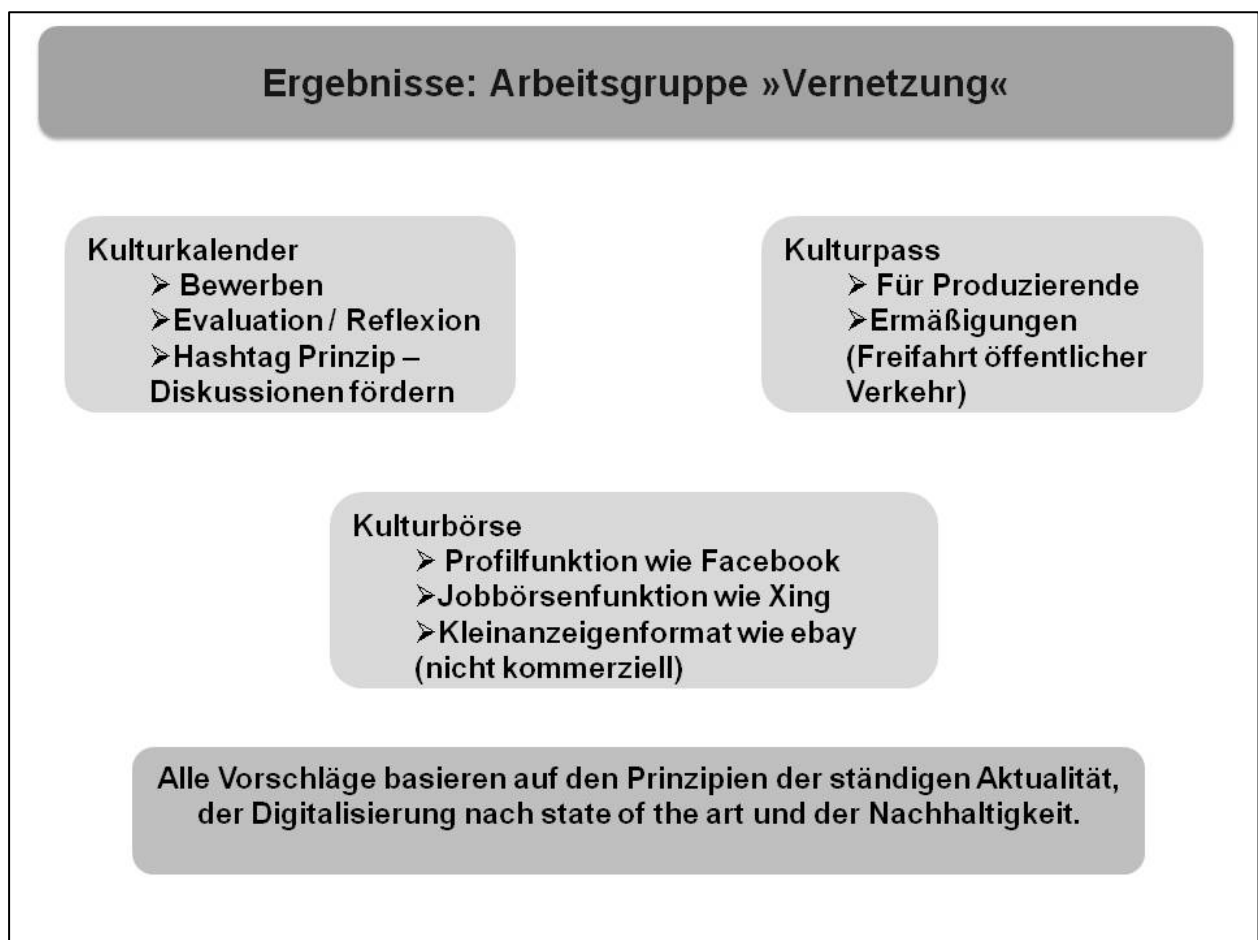 Ergebnisse: Arbeitsgruppe »Vernetzung«
Kulturkalender
➢ Bewerben
➢Evaluation / Reflexion
➢Hashtag Prinzip –
Diskussionen fördern
Kulturpass
➢ Für Produzierende
➢Ermäßigungen
(Freifahrt öffentlicher
Verkehr)
Kulturbörse
➢ Profilfunktion wie Facebook
➢Jobbörsenfunktion wie Xing
➢Kleinanzeigenformat wie ebay
(nicht kommerziell)
Alle Vorschläge basieren auf den Prinzipien der ständigen Aktualität,
der Digitalisierung nach state of the art und der Nachhaltigkeit.